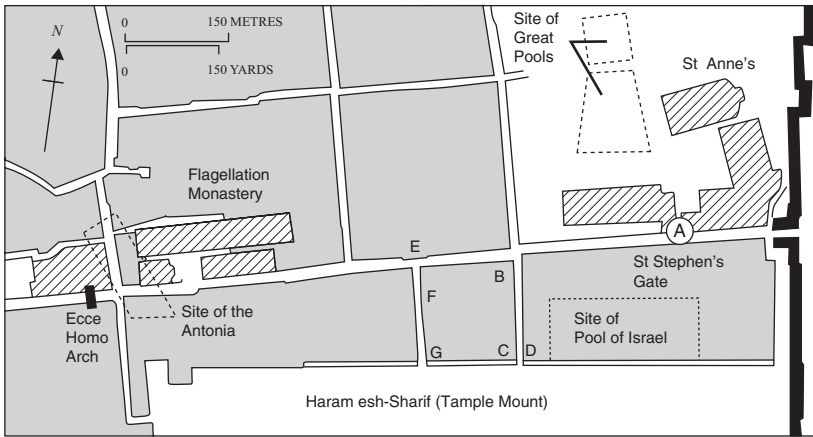 0 150 METRES
0 150 YARDS
N
Site of
Great
Pools
St Anne's
Flagellation
Monastery
A
E
B
St Stephen's
Gate
F
Site of the
Antonia
Ecce
Homo
Arch
Site of
Pool of Israel
G
C
D
Haram esh-Sharif (Tample Mount)